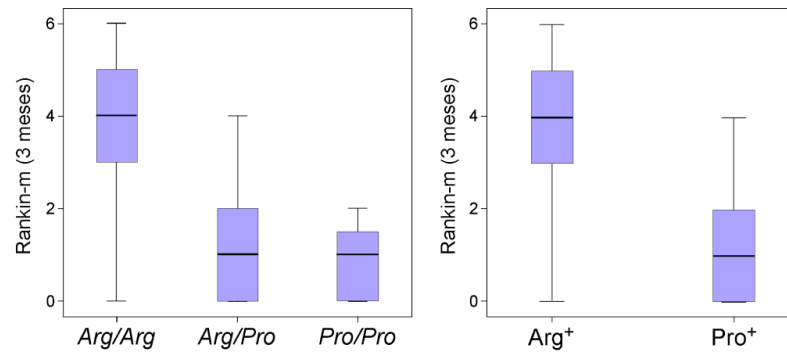 Rankin-m (3 meses)
6
4
2
0
Arg/Arg
Arg/Pro
Pro/Pro
Rankin-m (3 meses)
6
4
2
0
Arg⁺
Pro⁺